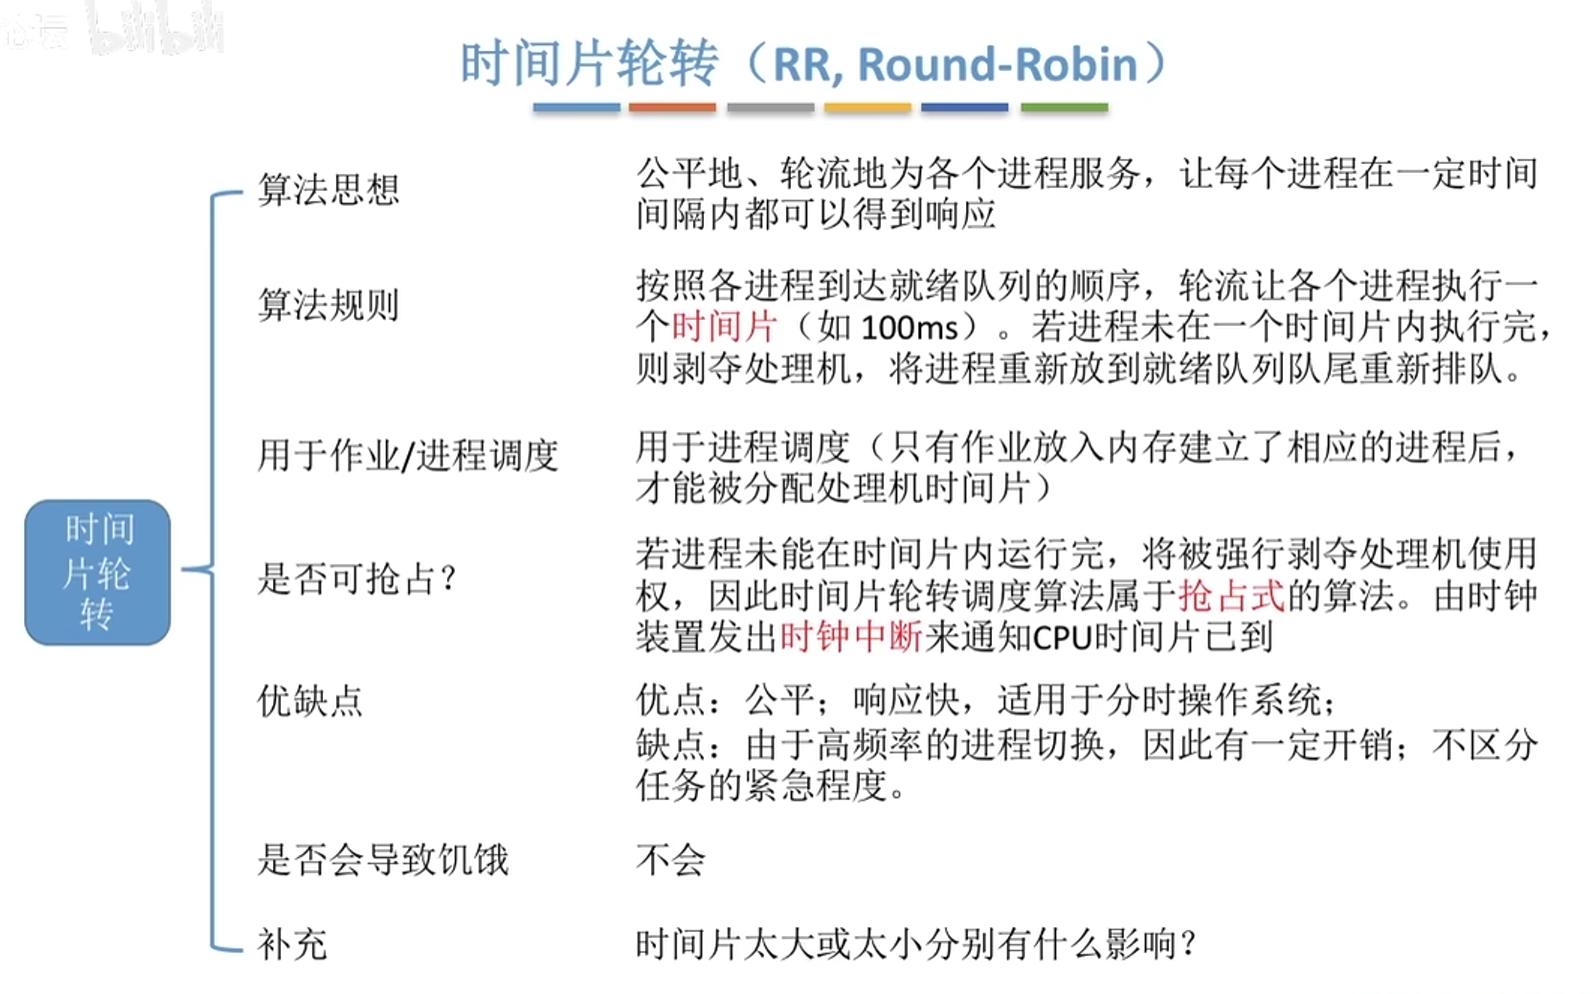 论坛 bilibili
时间片轮转（RR, Round-Robin）
算法思想
公平地、轮流地为各个进程服务，让每个进程在一定时间
间隔内都可以得到响应
算法规则
按照各进程到达就绪队列的顺序，轮流让各个进程执行一
个时间片（如 100ms）。若进程未在一个时间片内执行完，
则剥夺处理机，将进程重新放到就绪队列队尾重新排队。
用于作业/进程调度
用于进程调度（只有作业放入内存建立了相应的进程后，
才能被分配处理机时间片）
时间
片轮
转
是否可抢占？
若进程未能在时间片内运行完，将被强行剥夺处理机使用
权，因此时间片轮转调度算法属于抢占式的算法。由时钟
装置发出时钟中断来通知CPU时间片已到
优缺点
优点：公平；响应快，适用于分时操作系统；
缺点：由于高频率的进程切换，因此有一定开销；不区分
任务的紧急程度。
是否会导致饥饿
不会
补充
时间片太大或太小分别有什么影响？